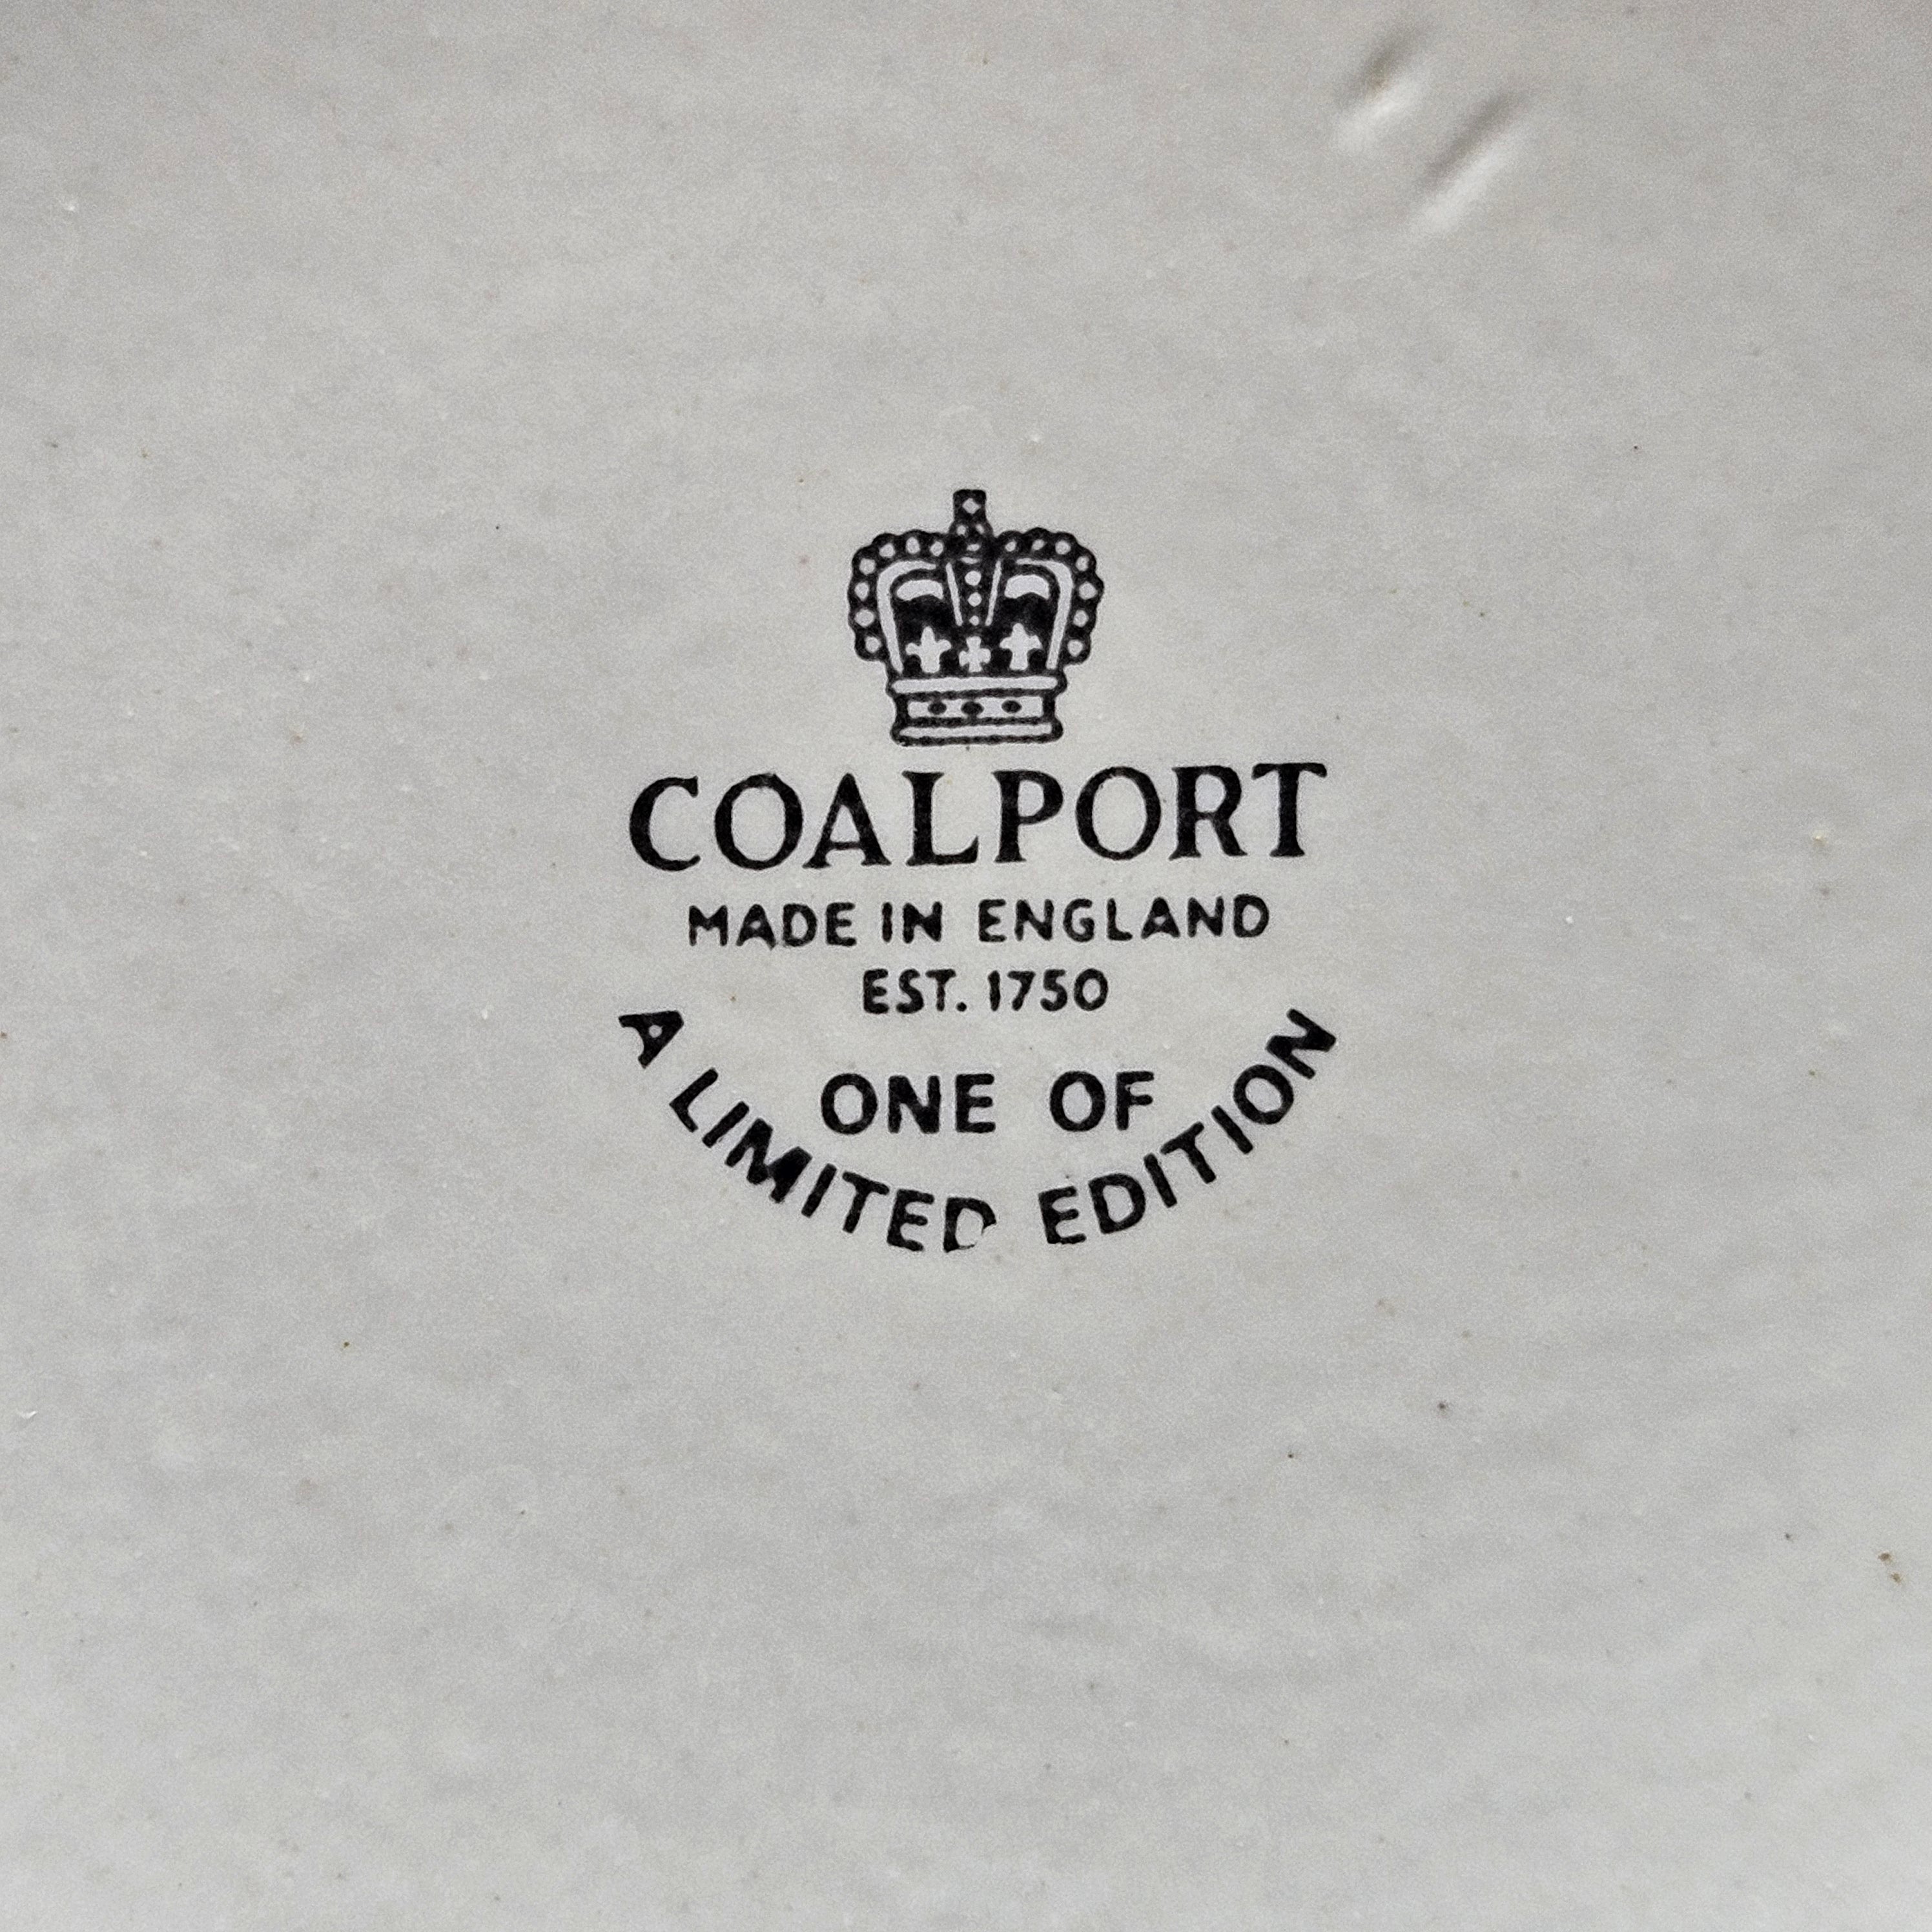 COALPORT
MADE IN ENGLAND
EST. 1750
ONE OF
A LIMITED EDITION